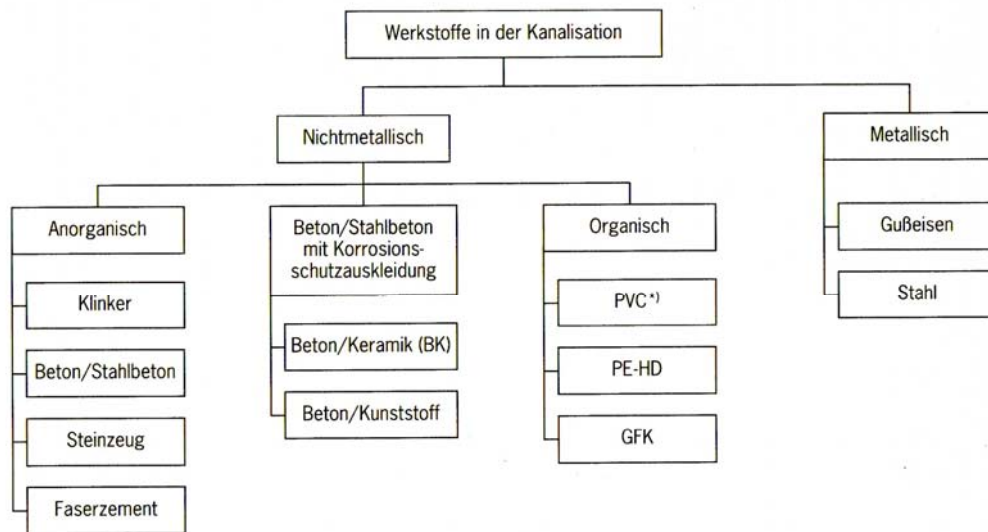 Werkstoffe in der Kanalisation
Nichtmetallisch
Metallisch
Anorganisch
Klinker
Beton/Stahlbeton
Steinzeug
Faserzement
Beton/Stahlbeton
mit Korrosions-
schutzauskleidung
Beton/Keramik (BK)
Beton/Kunststoff
Organisch
PVC*)
PE-HD
GFK
Gußeisen
Stahl